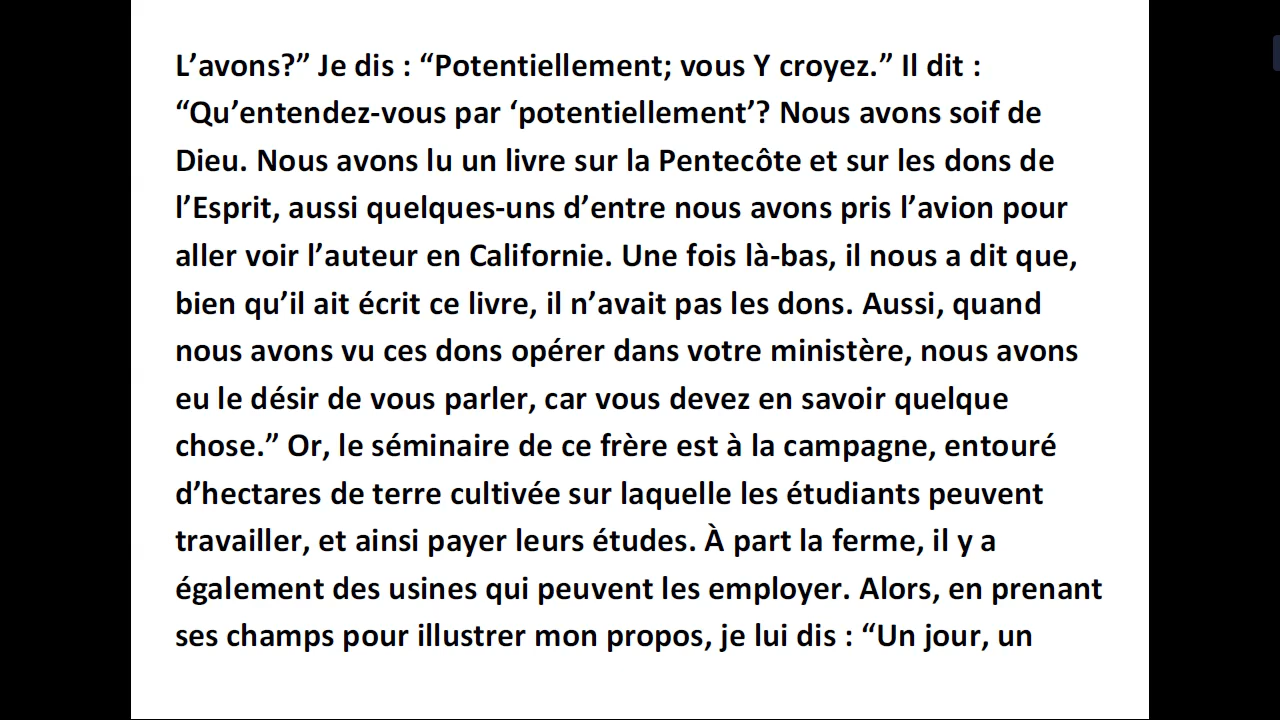 L’avons?” Je dis : “Potentiellement; vous Y croyez.” Il dit :
“Qu’entendez-vous par ‘potentiellement’? Nous avons soif de
Dieu. Nous avons lu un livre sur la Pentecôte et sur les dons de
l’Esprit, aussi quelques-uns d’entre nous avons pris l’avion pour
aller voir l’auteur en Californie. Une fois là-bas, il nous a dit que,
bien qu’il ait écrit ce livre, il n’avait pas les dons. Aussi, quand
nous avons vu ces dons opérer dans votre ministère, nous avons
eu le désir de vous parler, car vous devez en savoir quelque
chose.” Or, le séminaire de ce frère est à la campagne, entouré
d’hectares de terre cultivée sur laquelle les étudiants peuvent
travailler, et ainsi payer leurs études. À part la ferme, il y a
également des usines qui peuvent les employer. Alors, en prenant
ses champs pour illustrer mon propos, je lui dis : “Un jour, un